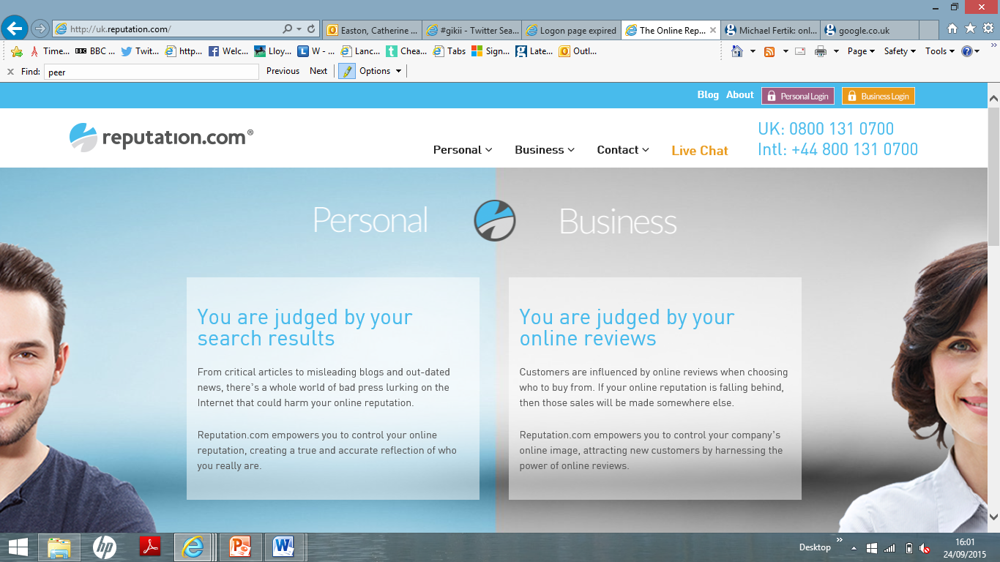 http://uk.reputation.com/
Easton, Catherine ...
#gikii - Twitter Sea...
Logon page expired
The Online Rep...
Michael Fertik: onl...
google.co.uk
Time... BBC ... Twit... http... Welc... Lloy... W - ... Lanc... Chea... Tabs Sign... Late... Outl...
Page Safety Tools
Find: peer Previous Next Options
Blog About Personal Login Business Login
reputation.com®
Personal Business Contact Live Chat
UK: 0800 131 0700
Intl: +44 800 131 0700
Personal
Business
You are judged by your
search results
From critical articles to misleading blogs and out-dated
news, there's a whole world of bad press lurking on the
Internet that could harm your online reputation.
Reputation.com empowers you to control your online
reputation, creating a true and accurate reflection of who
you really are.
You are judged by your
online reviews
Customers are influenced by online reviews when choosing
who to buy from. If your online reputation is falling behind,
then those sales will be made somewhere else.
Reputation.com empowers you to control your company's
online image, attracting new customers by harnessing the
power of online reviews.
hp
Desktop
16:01
24/09/2015